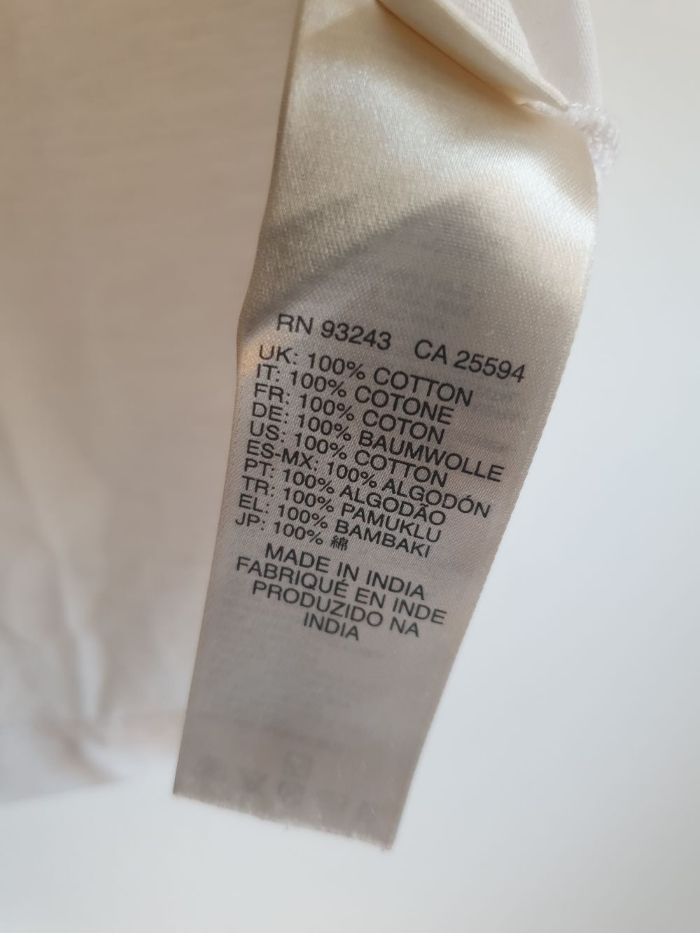 RN 93243 CA 25594
UK: 100% COTTON
IT: 100% COTONE
FR: 100% COTON
DE: 100% BAUMWOLLE
US: 100% COTTON
ES-MX: 100% ALGODÓN
PT: 100% ALGODÃO
TR: 100% PAMUKLU
EL: 100% BAMBAKI
JP: 100% 綿
MADE IN INDIA
FABRIQUÉ EN INDE
PRODUZIDO NA
INDIA